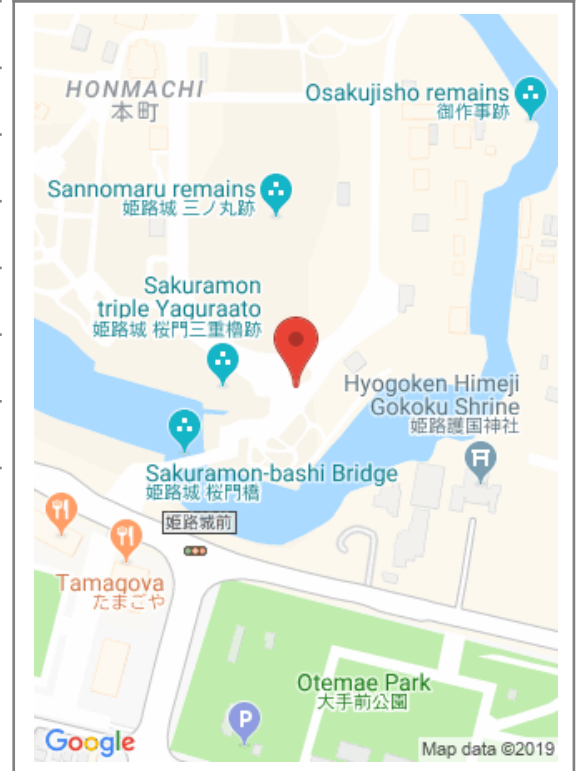 HONMACHI
本町
Osakujisho remains
御作事跡
Sannomaru remains
姫路城 三ノ丸跡
Sakuramon
triple Yaguraato
姫路城 桜門三重櫓跡
Hyogoken Himeji
Gokoku Shrine
姫路護国神社
Sakuramon-bashi Bridge
姫路城 桜門橋
姫路城前
Tamagoya
たまごや
Otemae Park
大手前公園
P
Google
Map data ©2019